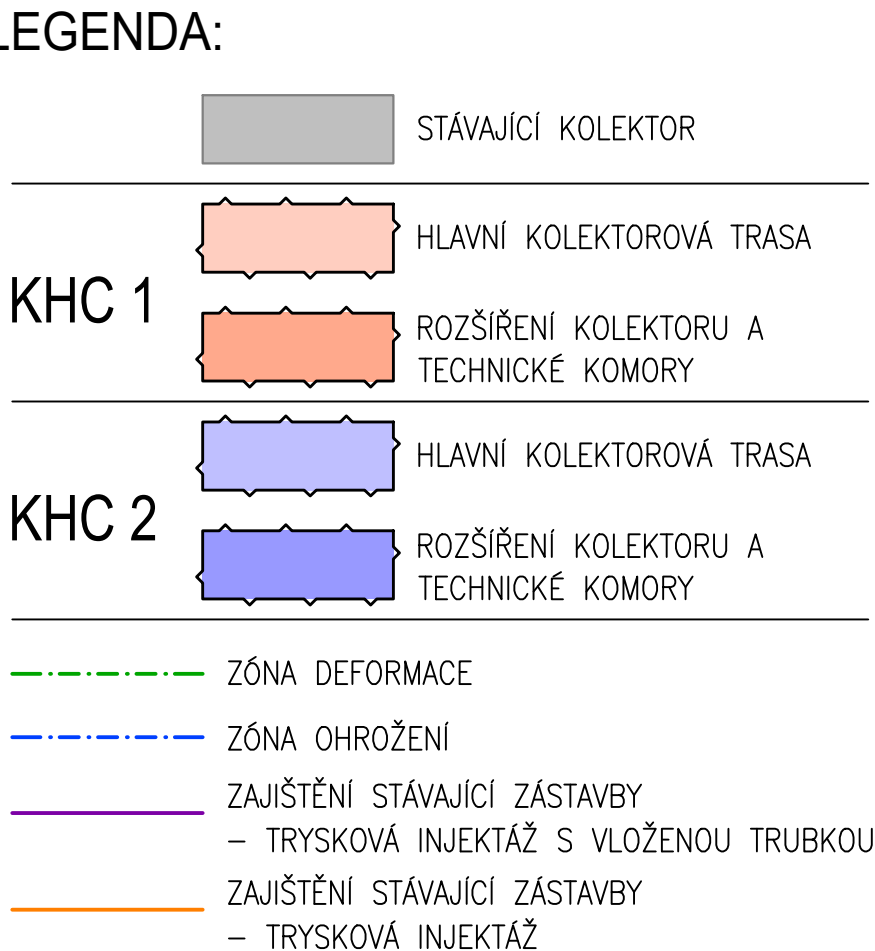 LEGENDA:
STÁVAJÍCÍ KOLEKTOR
KHC 1
HLAVNÍ KOLEKTOROVÁ TRASA
ROZŠÍŘENÍ KOLEKTORU A
TECHNICKÉ KOMORY
KHC 2
HLAVNÍ KOLEKTOROVÁ TRASA
ROZŠÍŘENÍ KOLEKTORU A
TECHNICKÉ KOMORY
ZÓNA DEFORMACE
ZÓNA OHROŽENÍ
ZAJIŠTĚNÍ STÁVAJÍCÍ ZÁSTAVBY
– TRYSKOVÁ INJEKTÁŽ S VLOŽENOU TRUBKOU
ZAJIŠTĚNÍ STÁVAJÍCÍ ZÁSTAVBY
– TRYSKOVÁ INJEKTÁŽ